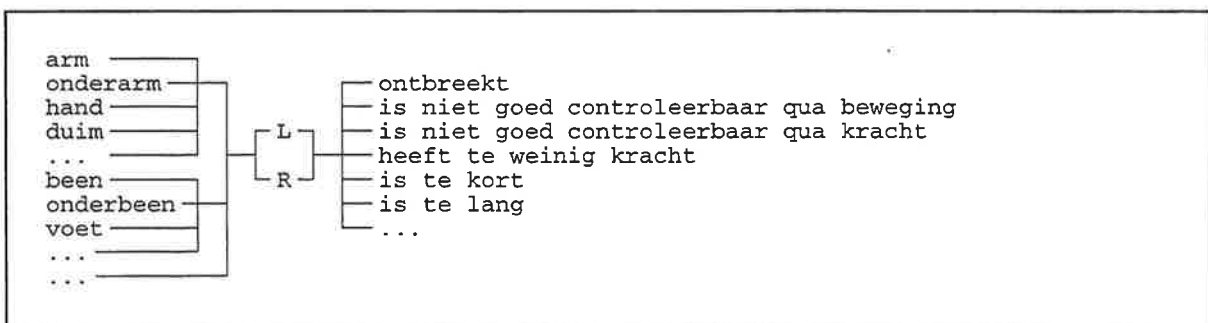 arm
onderarm
hand
duim
...
been
onderbeen
voet
...
...
L
R
ontbreekt
is niet goed controleerbaar qua beweging
is niet goed controleerbaar qua kracht
heeft te weinig kracht
is te kort
is te lang
...